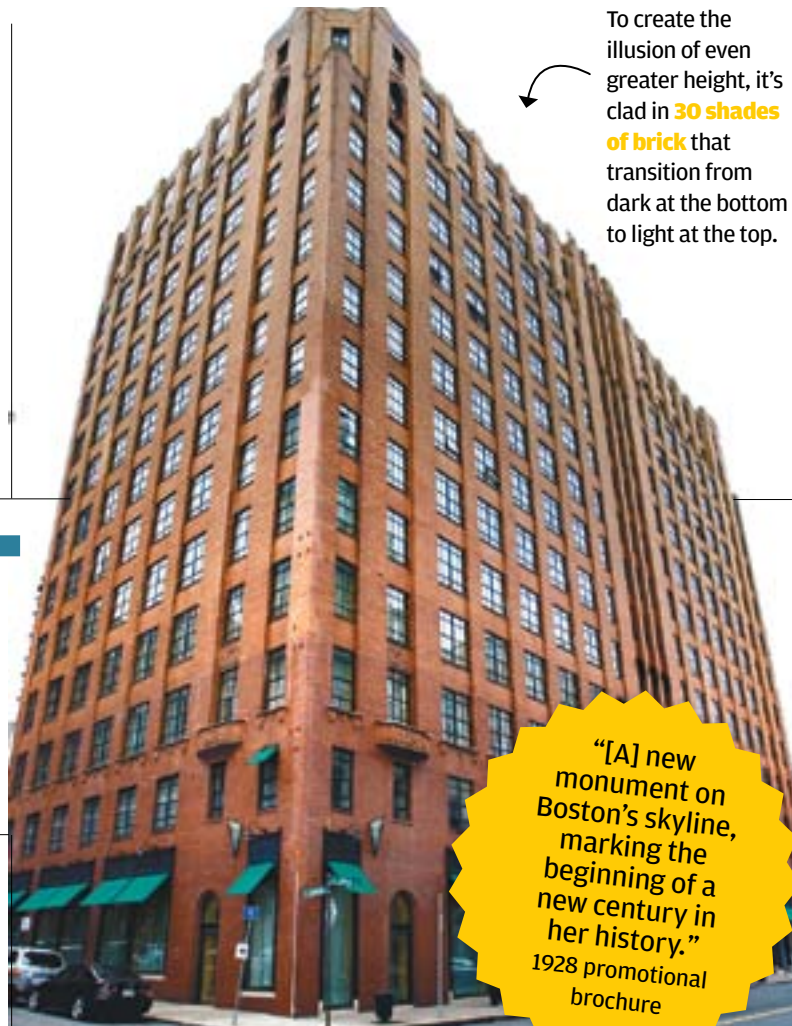 To create the
illusion of even
greater height, it's
clad in 30 shades
of brick that
transition from
dark at the bottom
to light at the top.
“[A] new
monument on
Boston’s skyline,
marking the
beginning of a
new century in
her history.”
1928 promotional
brochure